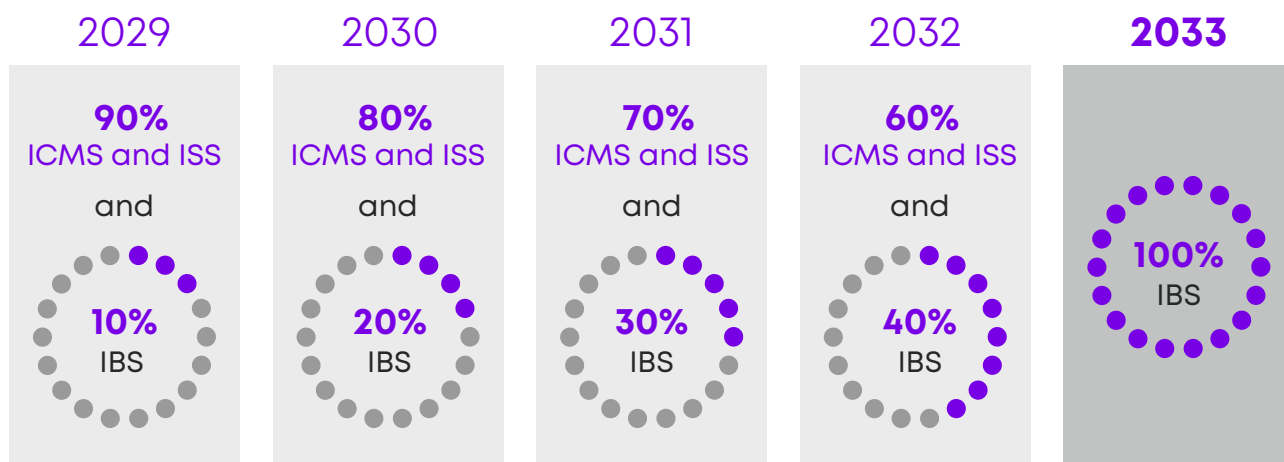 2029
90%
ICMS and ISS
and
10%
IBS
2030
80%
ICMS and ISS
and
20%
IBS
2031
70%
ICMS and ISS
and
30%
IBS
2032
60%
ICMS and ISS
and
40%
IBS
2033
100%
IBS